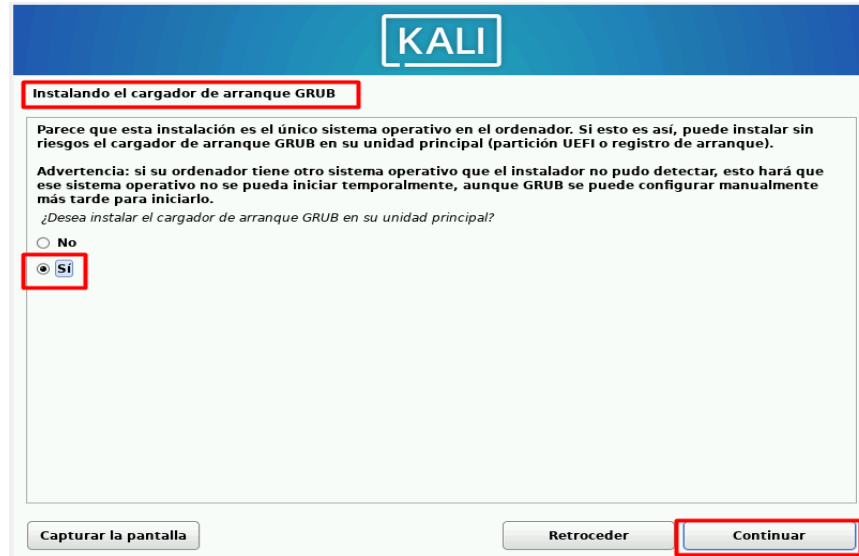 KALI
Instalando el cargador de arranque GRUB
Parece que esta instalación es el único sistema operativo en el ordenador. Si esto es así, puede instalar sin
riesgos el cargador de arranque GRUB en su unidad principal (partición UEFI o registro de arranque).
Advertencia: si su ordenador tiene otro sistema operativo que el instalador no pudo detectar, esto hará que
ese sistema operativo no se pueda iniciar temporalmente, aunque GRUB se puede configurar manualmente
más tarde para iniciarlo.
¿Desea instalar el cargador de arranque GRUB en su unidad principal?
No
Sí
Capturar la pantalla
Retroceder
Continuar